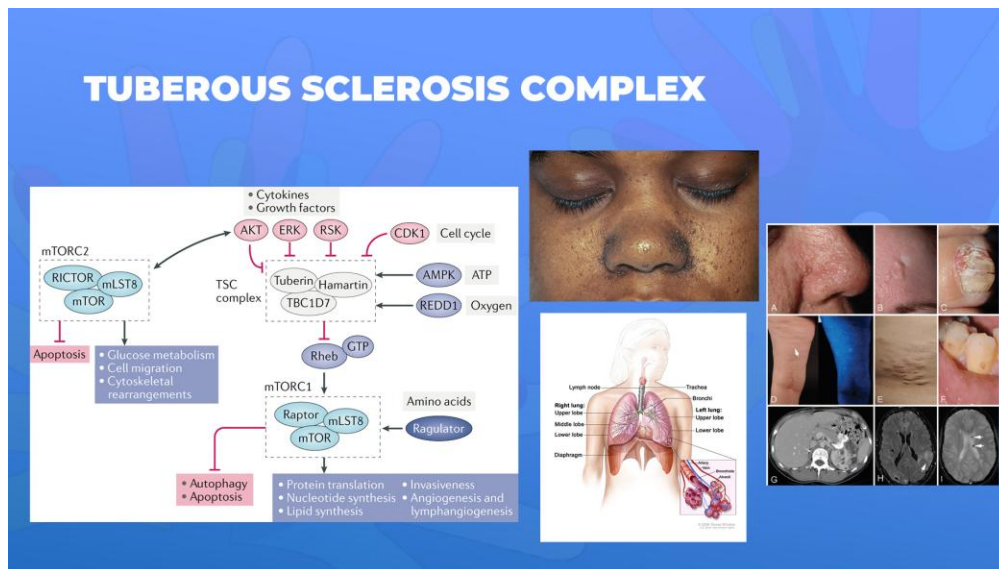 TUBEROUS SCLEROSIS COMPLEX
• Cytokines
• Growth factors
AKT
ERK
RSK
CDK1
Cell cycle
mTORC2
RICTOR
mLST8
mTOR
TSC
complex
Tuberin
Hamartin
TBC1D7
AMPK
ATP
REDD1
Oxygen
Apoptosis
• Glucose metabolism
• Cell migration
• Cytoskeletal
rearrangements
Rheb
GTP
mTORC1
Raptor
mLST8
mTOR
Amino acids
Ragulator
• Autophagy
• Apoptosis
• Protein translation
• Nucleotide synthesis
• Lipid synthesis
• Invasiveness
• Angiogenesis and
lymphangiogenesis
Lymph node
Trachea
Bronchi
Right lung:
Upper lobe
Middle lobe
Lower lobe
Left lung:
Upper lobe
Lower lobe
Diaphragm
A
B
C
D
E
F
G
H
I